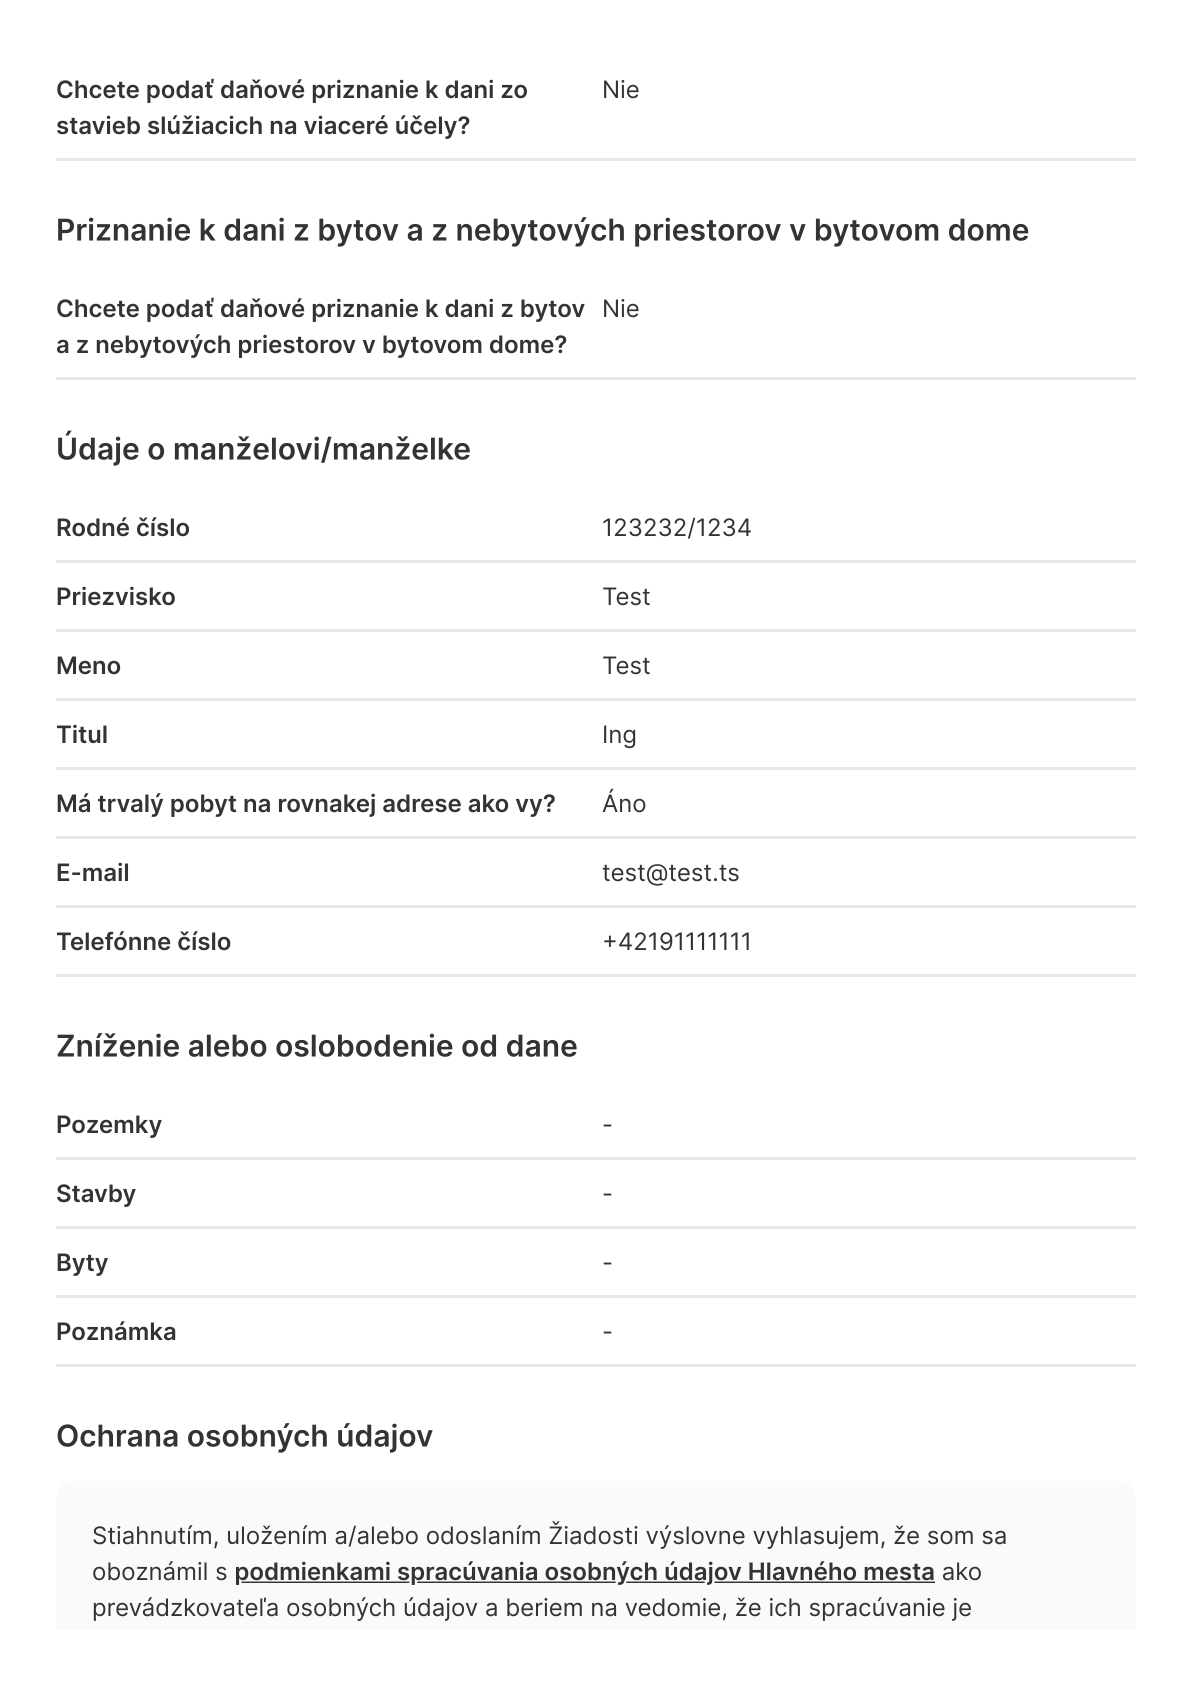 Chcete podať daňové priznanie k dani zo Nie
stavieb slúžiacich na viaceré účely?
Priznanie k dani z bytov a z nebytových priestorov v bytovom dome
Chcete podať daňové priznanie k dani z bytov Nie
a z nebytových priestorov v bytovom dome?
Údaje o manželovi/manželke
Rodné číslo 123232/1234
Priezvisko Test
Meno Test
Titul Ing
Má trvalý pobyt na rovnakej adrese ako vy? Áno
E-mail test@test.ts
Telefónne číslo +42191111111
Zníženie alebo oslobodenie od dane
Pozemky -
Stavby -
Byty -
Poznámka -
Ochrana osobných údajov
Stiahnutím, uložením a/alebo odoslaním Žiadosti výslovne vyhlasujem, že som sa
oboznámil s podmienkami spracúvania osobných údajov Hlavného mesta ako
prevádzkovateľa osobných údajov a beriem na vedomie, že ich spracúvanie je